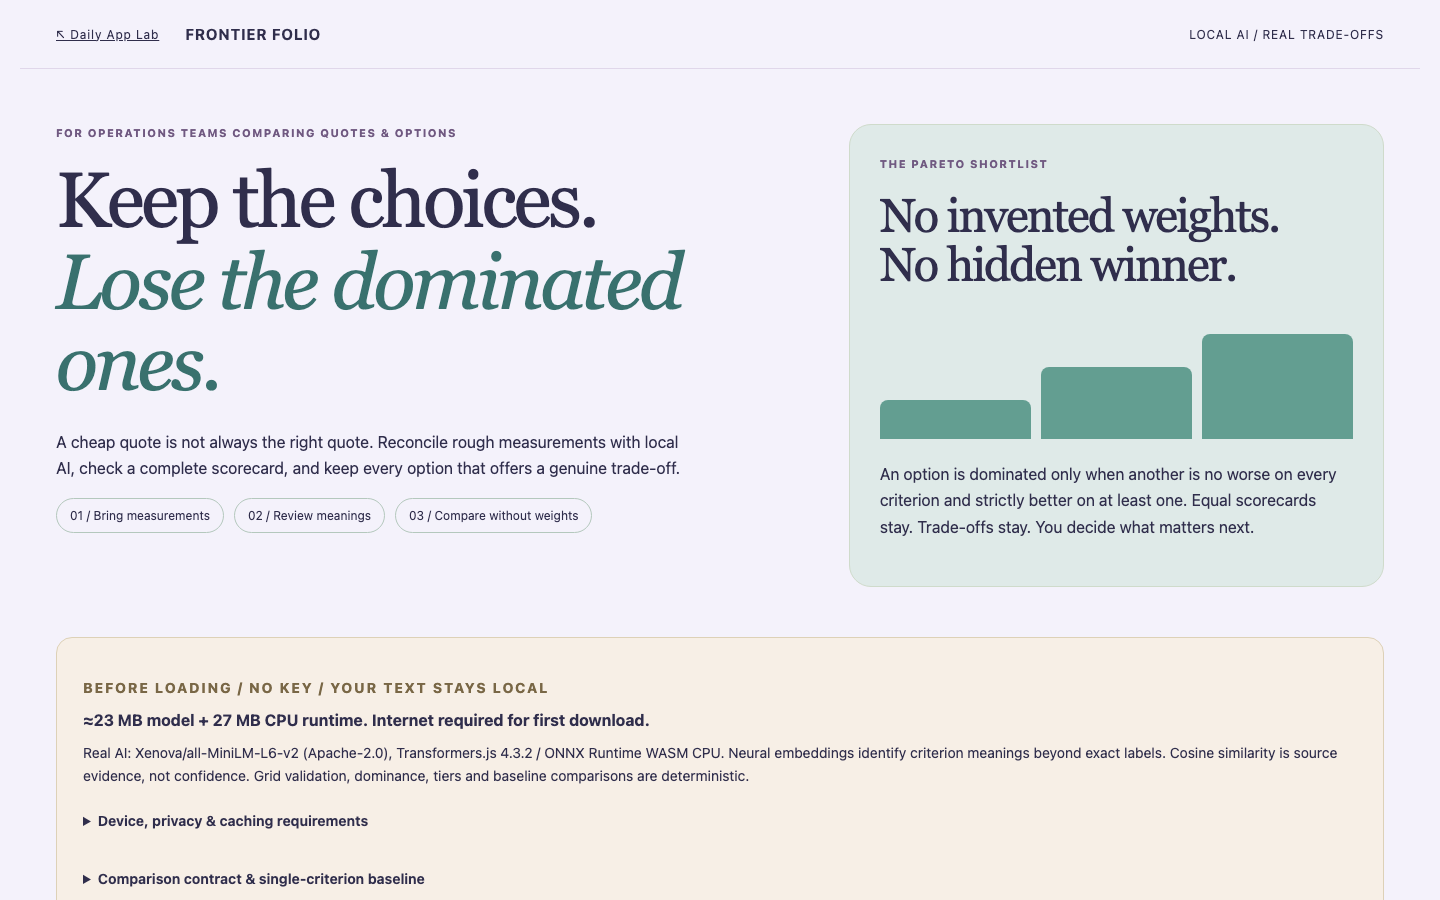 ↖ Daily App Lab
FRONTIER FOLIO
LOCAL AI / REAL TRADE-OFFS
FOR OPERATIONS TEAMS COMPARING QUOTES & OPTIONS
Keep the choices.
Lose the dominated
ones.
A cheap quote is not always the right quote. Reconcile rough measurements with local
AI, check a complete scorecard, and keep every option that offers a genuine trade-off.
01 / Bring measurements
02 / Review meanings
03 / Compare without weights
THE PARETO SHORTLIST
No invented weights.
No hidden winner.
An option is dominated only when another is no worse on every
criterion and strictly better on at least one. Equal scorecards
stay. Trade-offs stay. You decide what matters next.
BEFORE LOADING / NO KEY / YOUR TEXT STAYS LOCAL
≈23 MB model + 27 MB CPU runtime. Internet required for first download.
Real AI: Xenova/all-MiniLM-L6-v2 (Apache-2.0), Transformers.js 4.3.2 / ONNX Runtime WASM CPU. Neural embeddings identify criterion meanings beyond exact labels. Cosine similarity is source
evidence, not confidence. Grid validation, dominance, tiers and baseline comparisons are deterministic.
▶ Device, privacy & caching requirements
▶ Comparison contract & single-criterion baseline